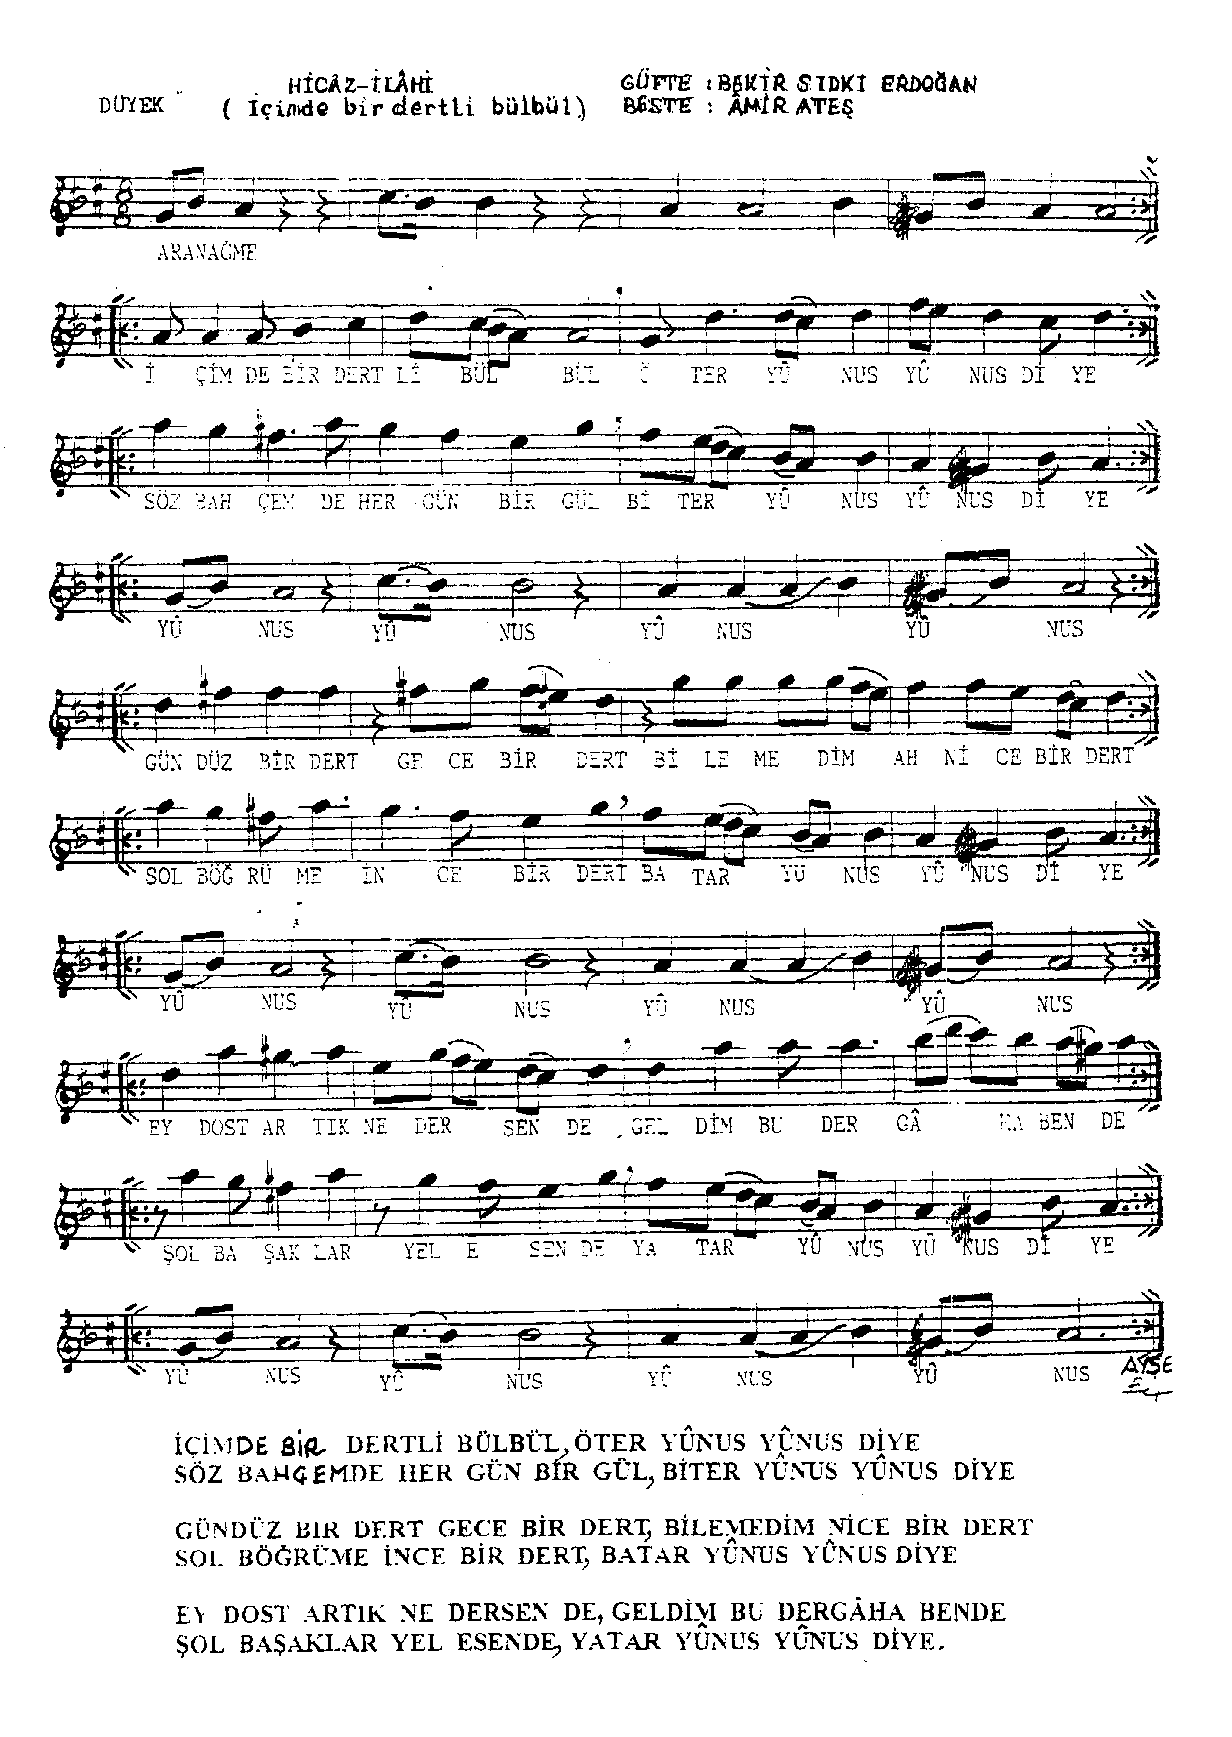 HİCÂZ-İLÂHİ GÜFTE : BEKİR SIDKI ERDOĞAN
DÜYEK ( İçimde bir dertli bülbül) BESTE : ÂMİR ATEŞ
8
8
ARANAĞME
İ ÇİM DE BİR DERT Lİ BÜL BÜL Ö TER YÛ NUS YÛ NUS Dİ YE
SÖZ BAH ÇEM DE HER GÜN BİR GÜL Bİ TER YÛ NUS YÛ NUS Dİ YE
YÛ NUS YÛ NUS YÛ NUS YÛ NUS
GÜN DÜZ BİR DERT GE CE BİR DERT Bİ LE ME DİM AH Nİ CE BİR DERT
SOL BÖĞ RÜ ME İN CE BİR DERT BA TAR YÛ NUS YÛ NUS Dİ YE
YÛ NUS YÛ NUS YÛ NUS YÛ NUS
EY DOST AR TIK NE DER SEN DE GEL DİM BU DER GÂ HA BEN DE
ŞOL BA ŞAK LAR YEL E SEN DE YA TAR YÛ NUS YÛ NUS Dİ YE
YÛ NUS YÛ NUS YÛ NUS YÛ NUS AYŞE
İÇİMDE BİR DERTLİ BÜLBÜL, ÖTER YÛNUS YÛNUS DİYE
SÖZ BAHÇEMDE HER GÜN BİR GÜL, BİTER YÛNUS YÛNUS DİYE
GÜNDÜZ BIR DERT GECE BİR DERT, BİLEMEDİM NİCE BİR DERT
SOL BÖĞRÜME İNCE BİR DERT, BATAR YÛNUS YÛNUS DİYE
EY DOST ARTIK NE DERSEN DE, GELDİM BU DERGÂHA BENDE
ŞOL BAŞAKLAR YEL ESENDE, YATAR YÛNUS YÛNUS DİYE.